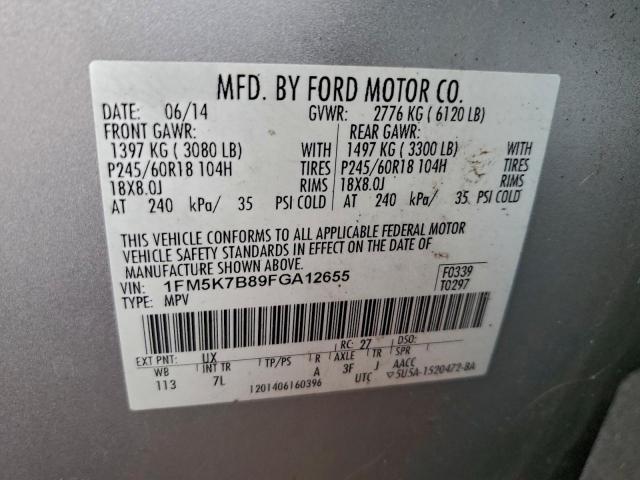 MFD. BY FORD MOTOR CO.
DATE: 06/14 GVWR: 2776 KG ( 6120 LB)
FRONT GAWR: REAR GAWR:
1397 KG ( 3080 LB) WITH 1497 KG ( 3300 LB) WITH
P245/60R18 104H TIRES P245/60R18 104H TIRES
18X8.0J RIMS 18X8.0J RIMS
AT 240 kPa/ 35 PSI COLD AT 240 kPa/ 35 PSI COLD
THIS VEHICLE CONFORMS TO ALL APPLICABLE FEDERAL MOTOR
VEHICLE SAFETY STANDARDS IN EFFECT ON THE DATE OF
MANUFACTURE SHOWN ABOVE.
VIN: 1FM5K7B89FGA12655 F0339
TYPE: MPV T0297
EXT PNT: UX RC: 27 DSO:
WB INT TR TP/PS R AXLE TR SPR
113 7L A 3F J AACC
1201406160396 UTC ▽5U5A-1520472-BA